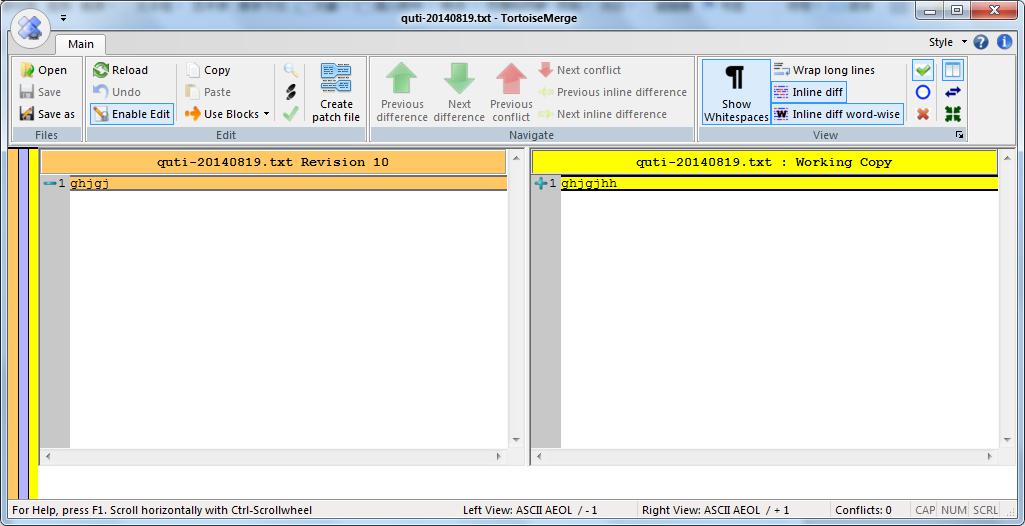 quti-20140819.txt - TortoiseMerge
Main
Style
Open
Save
Save as
Files
Reload
Undo
Enable Edit
Copy
Paste
Use Blocks
Create patch file
Edit
Previous difference
Next difference
Previous conflict
Next conflict
Previous inline difference
Next inline difference
Navigate
Show Whitespaces
Wrap long lines
Inline diff
Inline diff word-wise
View
quti-20140819.txt Revision 10
1 ghjgj
quti-20140819.txt : Working Copy
1 ghjgjhh
For Help, press F1. Scroll horizontally with Ctrl-Scrollwheel
Left View: ASCII AEOL / - 1
Right View: ASCII AEOL / + 1
Conflicts: 0
CAP NUM SCRL